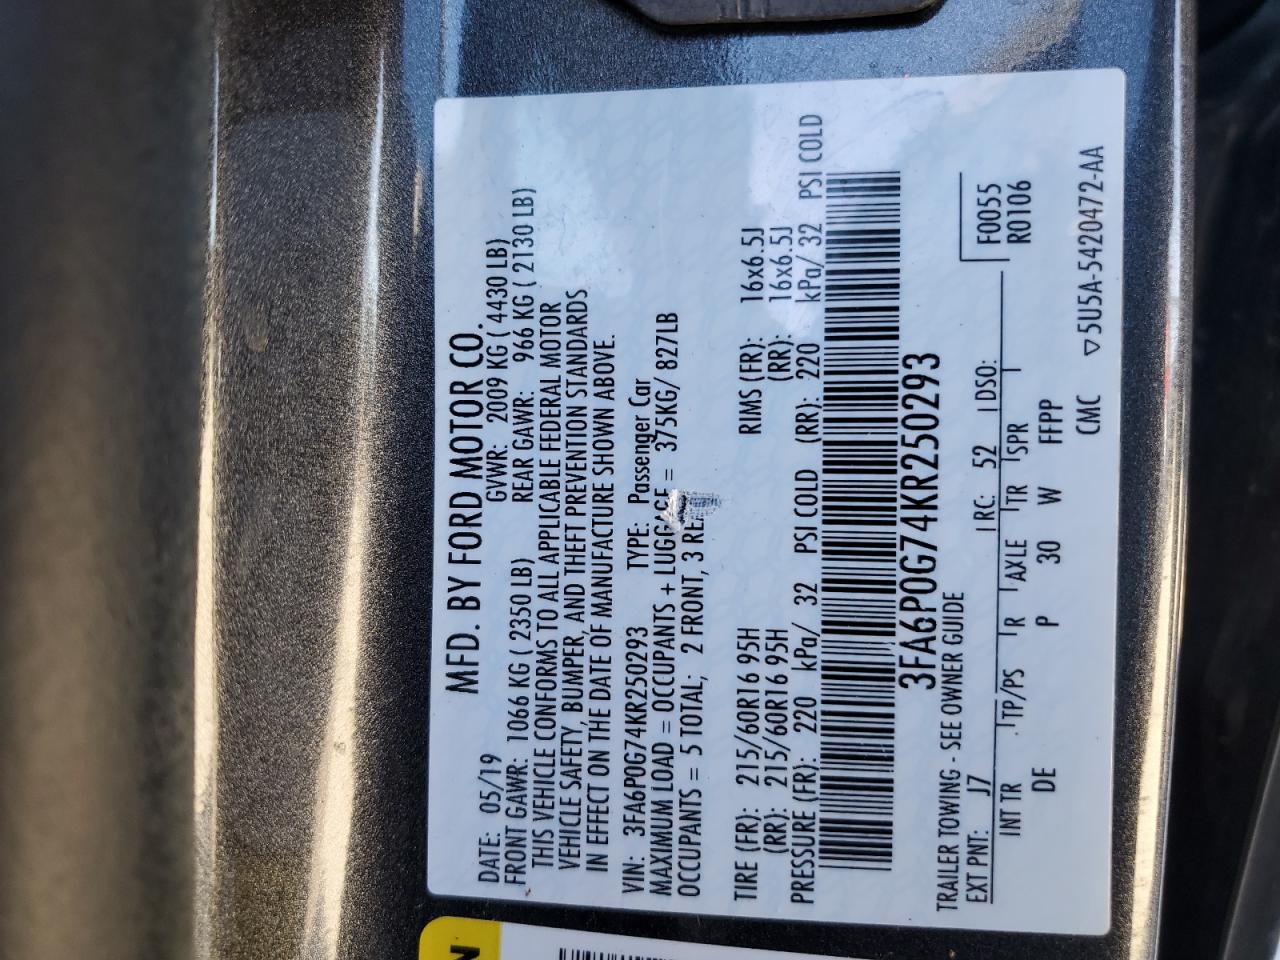 MFD. BY FORD MOTOR CO.
DATE: 05/19 GVWR: 2009 KG ( 4430 LB)
FRONT GAWR: 1066 KG ( 2350 LB) REAR GAWR: 966 KG ( 2130 LB)
THIS VEHICLE CONFORMS TO ALL APPLICABLE FEDERAL MOTOR
VEHICLE SAFETY, BUMPER, AND THEFT PREVENTION STANDARDS
IN EFFECT ON THE DATE OF MANUFACTURE SHOWN ABOVE.
VIN: 3FA6P0G74KR250293 TYPE: Passenger Car
MAXIMUM LOAD = OCCUPANTS + LUGGAGE = 375KG/ 827LB
OCCUPANTS = 5 TOTAL; 2 FRONT, 3
TIRE (FR): 215/60R16 95H RIMS (FR): 16x6.5J
(RR): 215/60R16 95H (RR): 16x6.5J
PRESSURE (FR): 220 kPa/ 32 PSI COLD (RR): 220 kPa/ 32 PSI COLD
3FA6P0G74KR250293
TRAILER TOWING - SEE OWNER GUIDE
EXT PNT: J7 RC: 52 DSO: F0055
INT TR TP/PS R AXLE TR SPR R0106
DE P 30 W FFPP
CMC ▽5U5A-5420472-AA
N